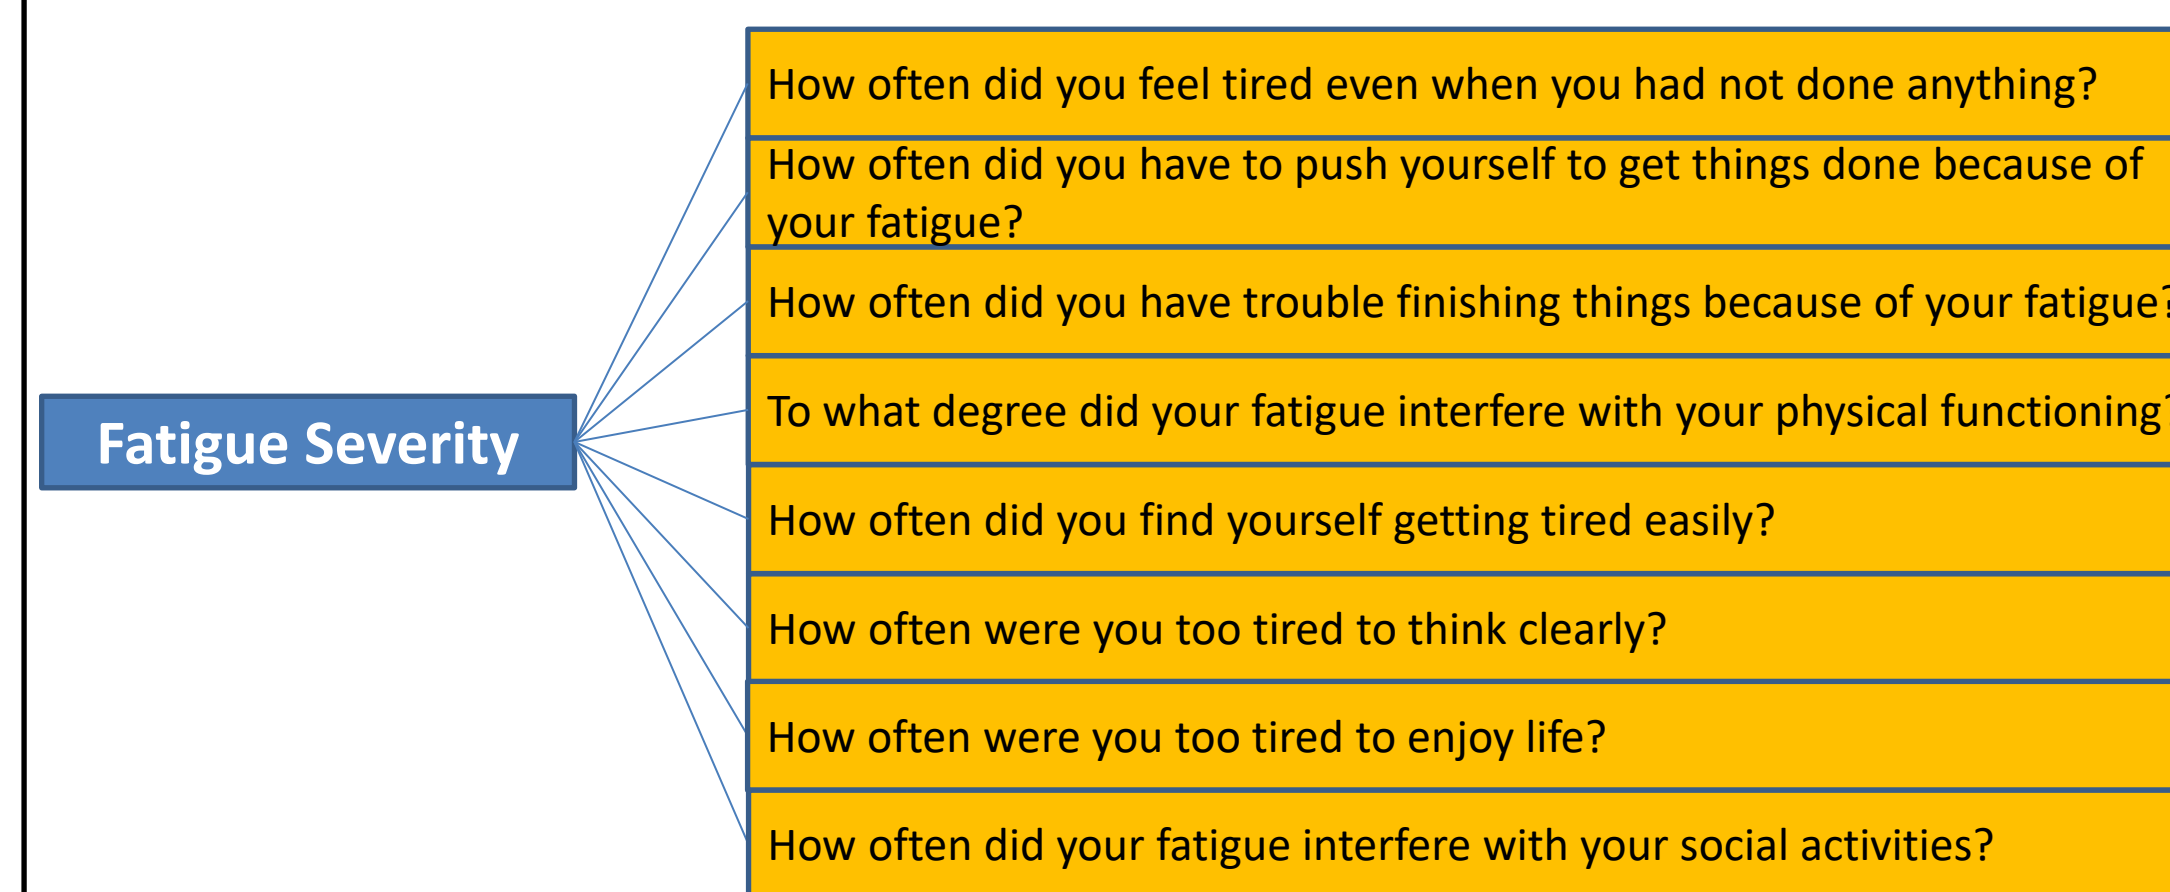 How often did you feel tired even when you had not done anything?
How often did you have to push yourself to get things done because of
your fatigue?
How often did you have trouble finishing things because of your fatigue?
To what degree did your fatigue interfere with your physical functioning?
Fatigue Severity
How often did you find yourself getting tired easily?
How often were you too tired to think clearly?
How often were you too tired to enjoy life?
How often did your fatigue interfere with your social activities?